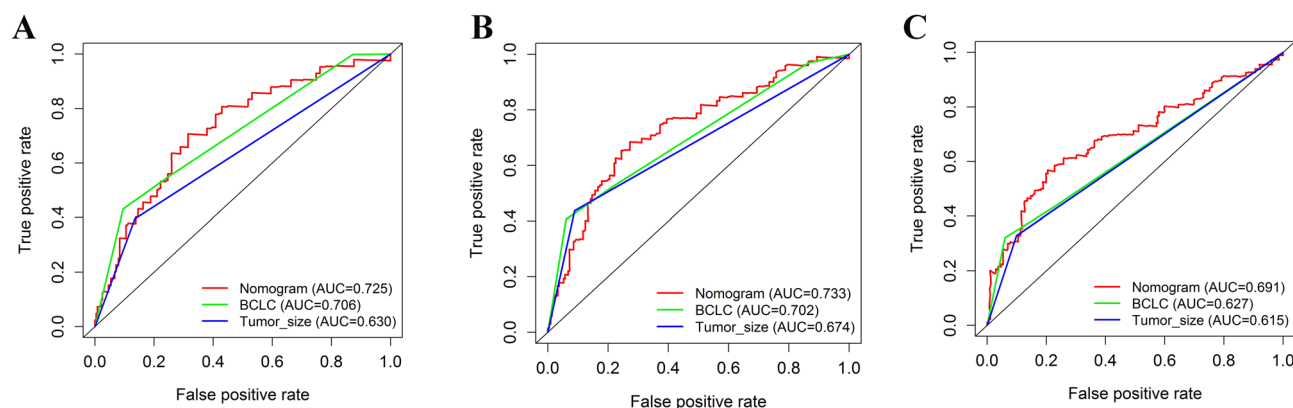 A
True positive rate
1.0
0.8
0.6
0.4
0.2
0.0
Nomogram (AUC=0.725)
BCLC (AUC=0.706)
Tumor_size (AUC=0.630)
0.0 0.2 0.4 0.6 0.8 1.0
False positive rate
B
True positive rate
1.0
0.8
0.6
0.4
0.2
0.0
Nomogram (AUC=0.733)
BCLC (AUC=0.702)
Tumor_size (AUC=0.674)
0.0 0.2 0.4 0.6 0.8 1.0
False positive rate
C
True positive rate
1.0
0.8
0.6
0.4
0.2
0.0
Nomogram (AUC=0.691)
BCLC (AUC=0.627)
Tumor_size (AUC=0.615)
0.0 0.2 0.4 0.6 0.8 1.0
False positive rate